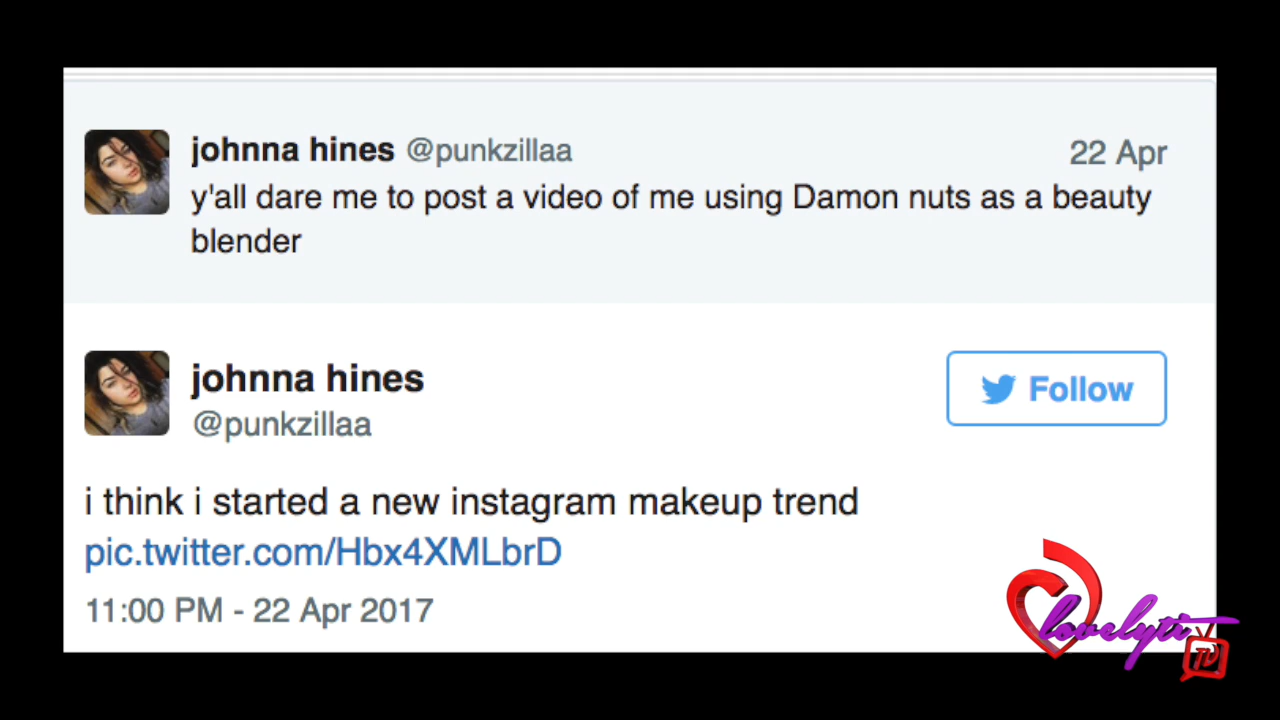 johnna hines @punkzillaa 22 Apr
y'all dare me to post a video of me using Damon nuts as a beauty
blender
johnna hines
Follow
@punkzillaa
i think i started a new instagram makeup trend
pic.twitter.com/Hbx4XMLbrD
11:00 PM - 22 Apr 2017
lovelyti
TV